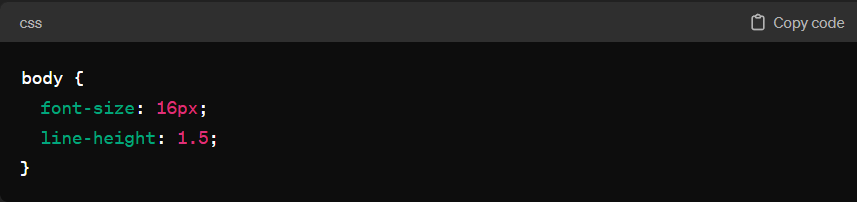 css Copy code
body {
  font-size: 16px;
  line-height: 1.5;
}